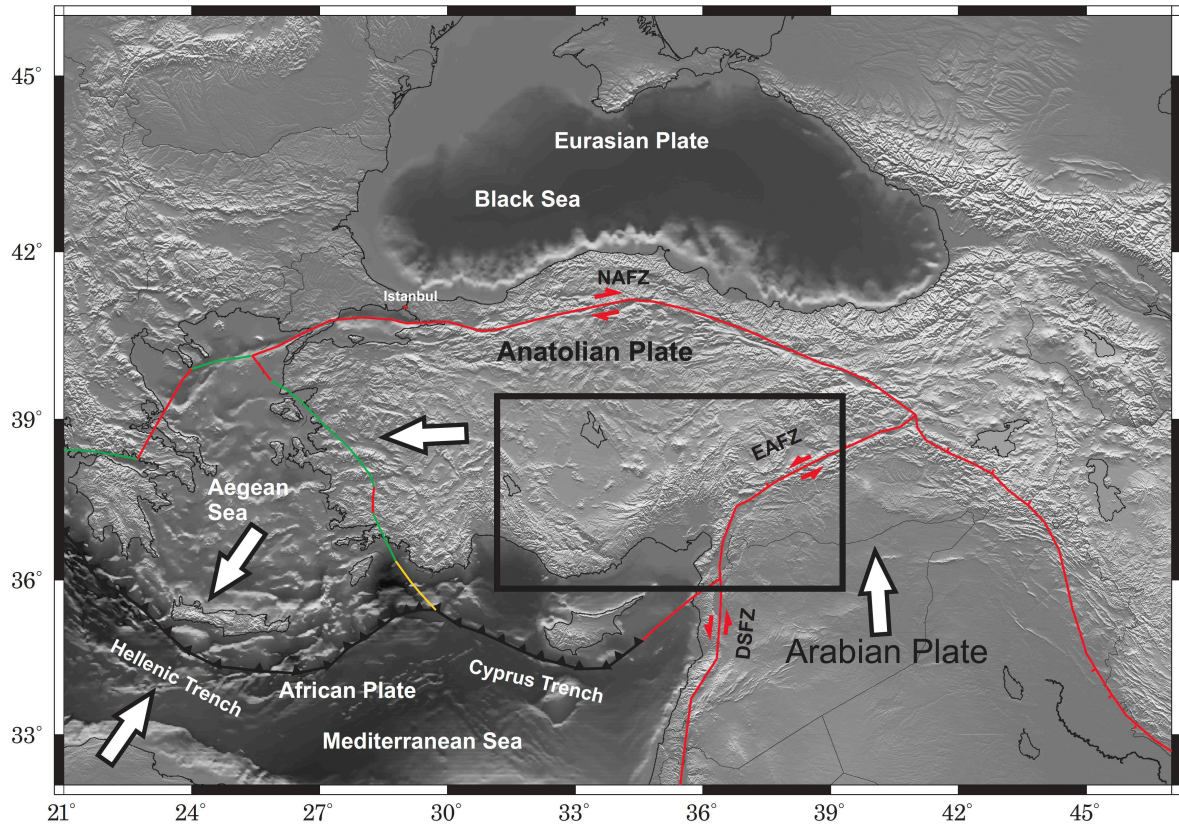 45°
42°
39°
36°
33°
Eurasian Plate
Black Sea
NAFZ
Istanbul
Anatolian Plate
EAFZ
Aegean
Sea
DSFZ
Arabian Plate
Hellenic Trench
African Plate
Cyprus Trench
Mediterranean Sea
21°
24°
27°
30°
33°
36°
39°
42°
45°